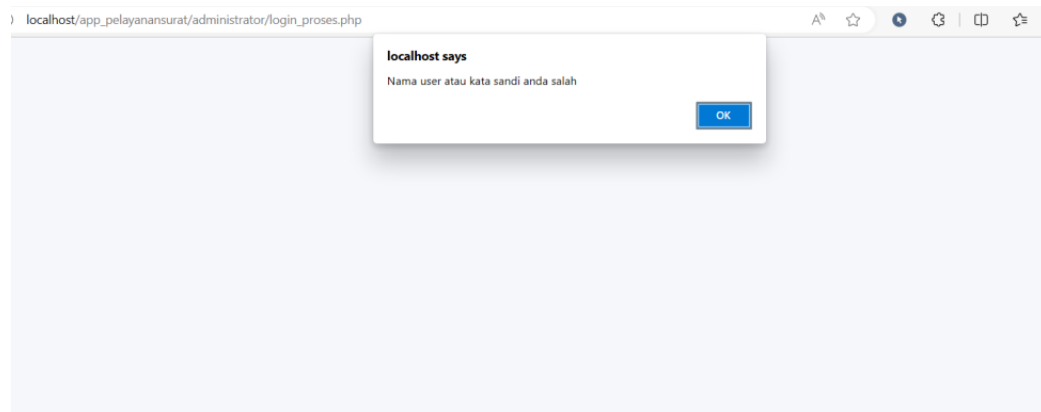 localhost/app_pelayanansurat/administrator/login_proses.php
localhost says
Nama user atau kata sandi anda salah
OK